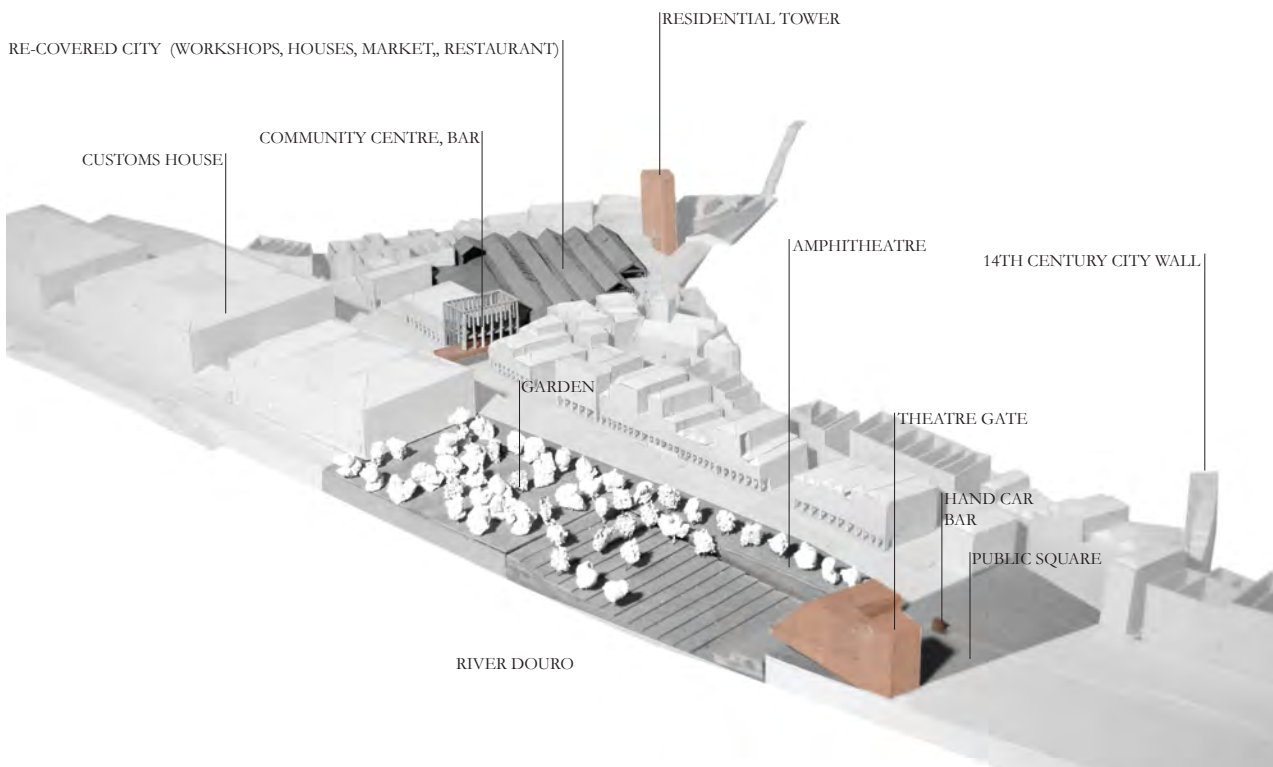 RESIDENTIAL TOWER
RE-COVERED CITY (WORKSHOPS, HOUSES, MARKET,, RESTAURANT)
COMMUNITY CENTRE, BAR
CUSTOMS HOUSE
AMPHITHEATRE
14TH CENTURY CITY WALL
GARDEN
THEATRE GATE
HAND CAR
BAR
PUBLIC SQUARE
RIVER DOURO